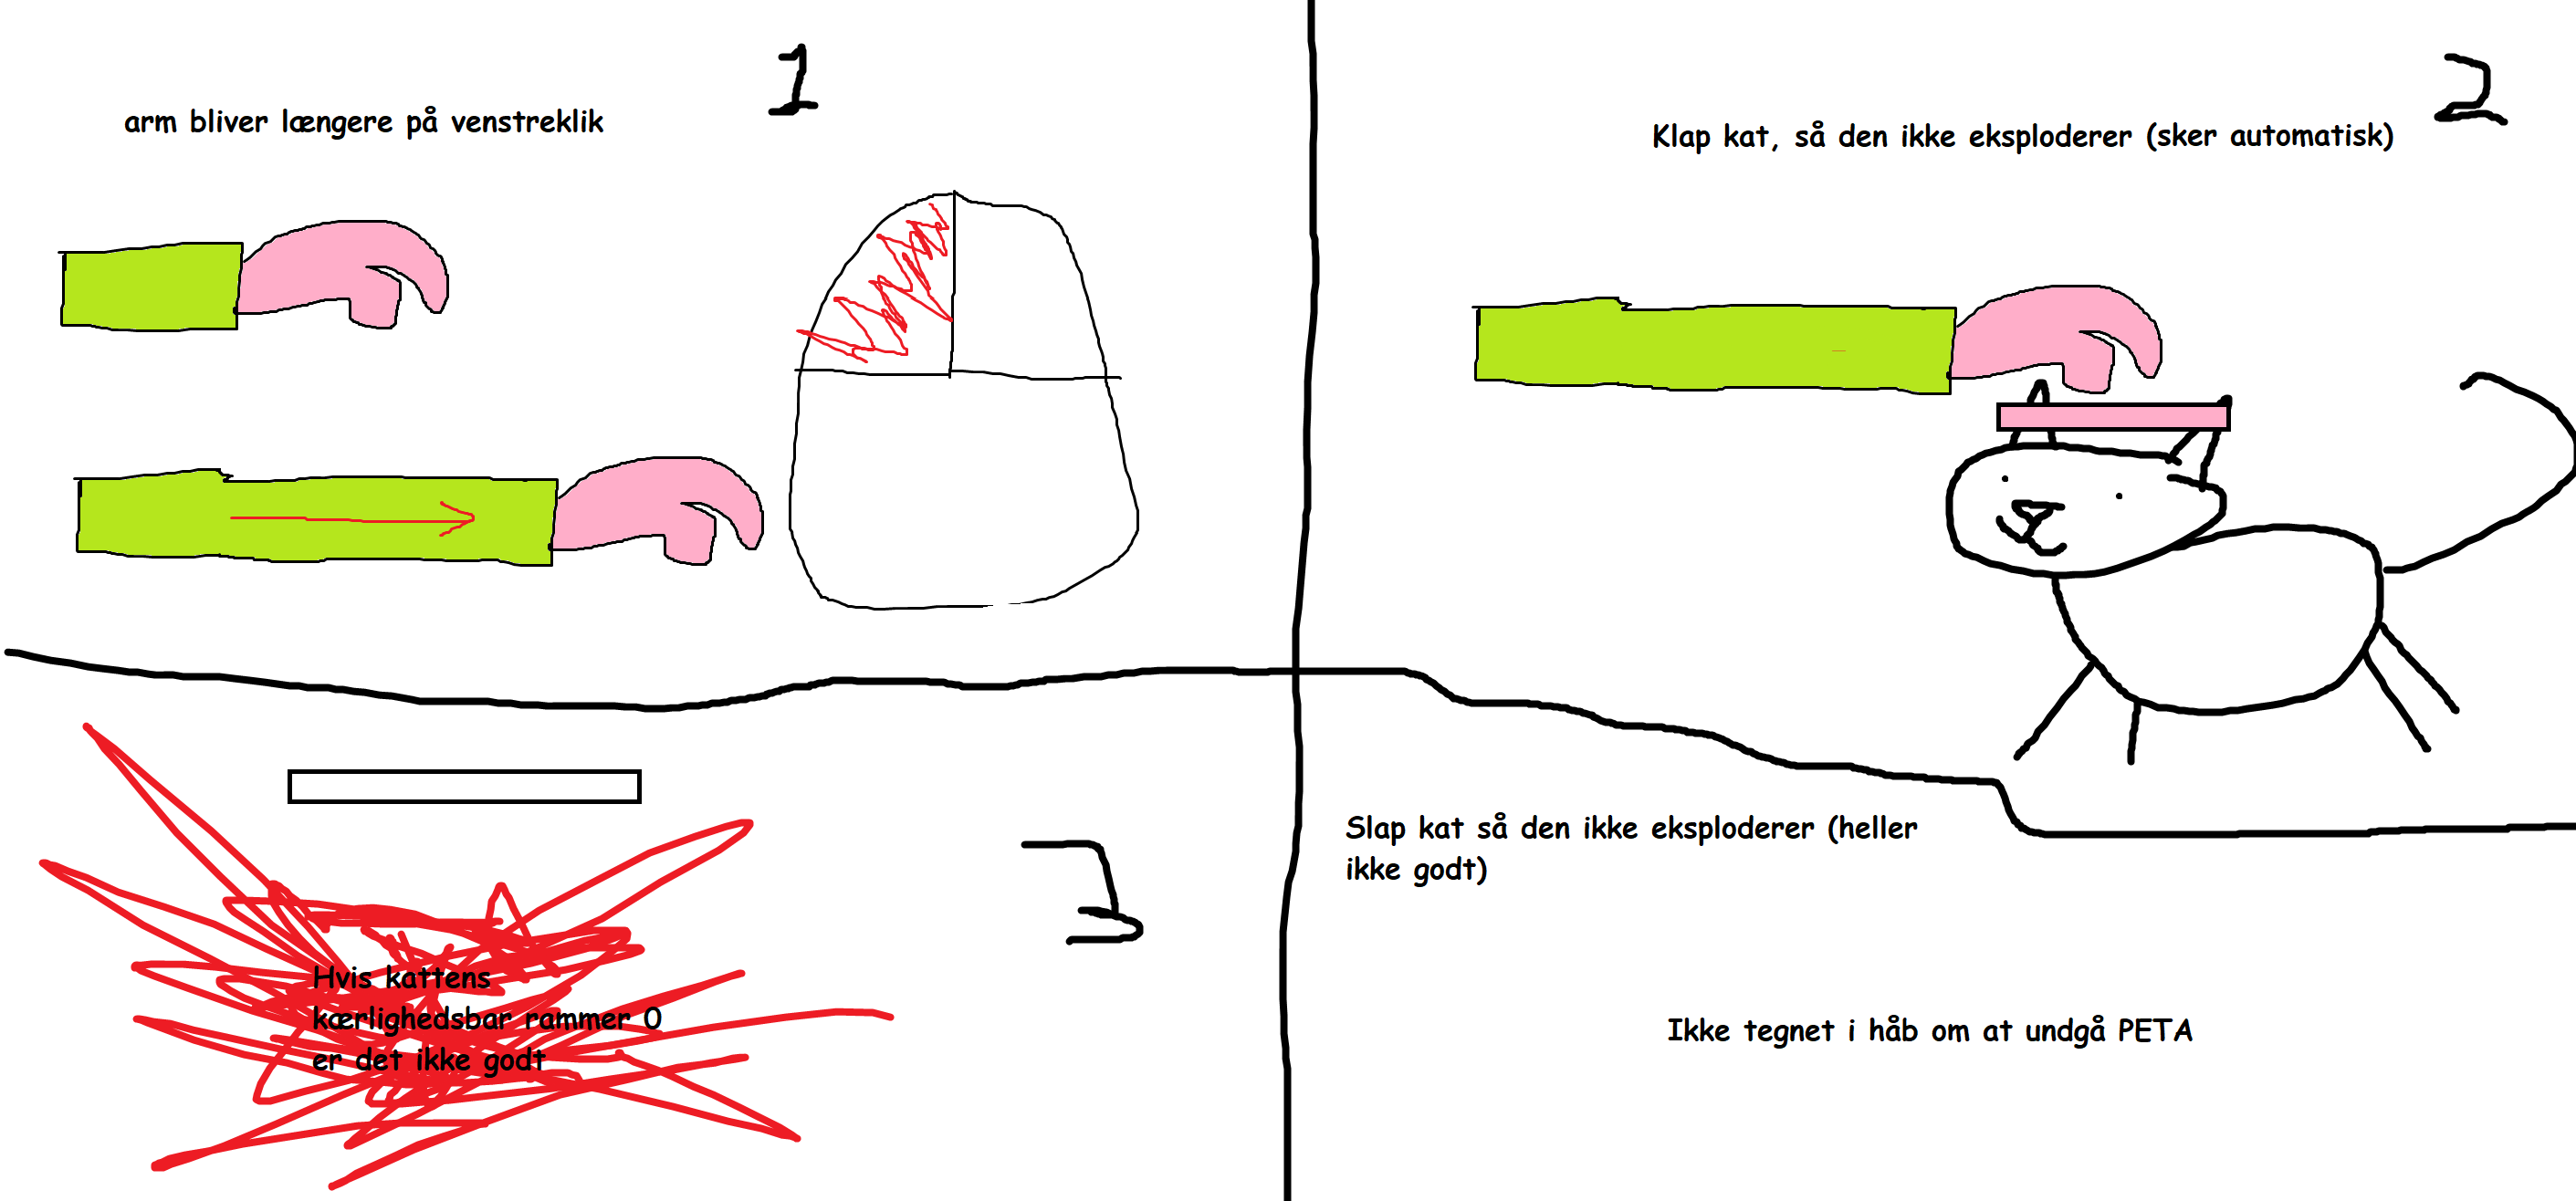 1
arm bliver længere på venstreklik
2
Klap kat, så den ikke eksploderer (sker automatisk)
3
Hvis kattens
kærlighedsbar rammer 0
er det ikke godt
Slap kat så den ikke eksploderer (heller
ikke godt)
Ikke tegnet i håb om at undgå PETA